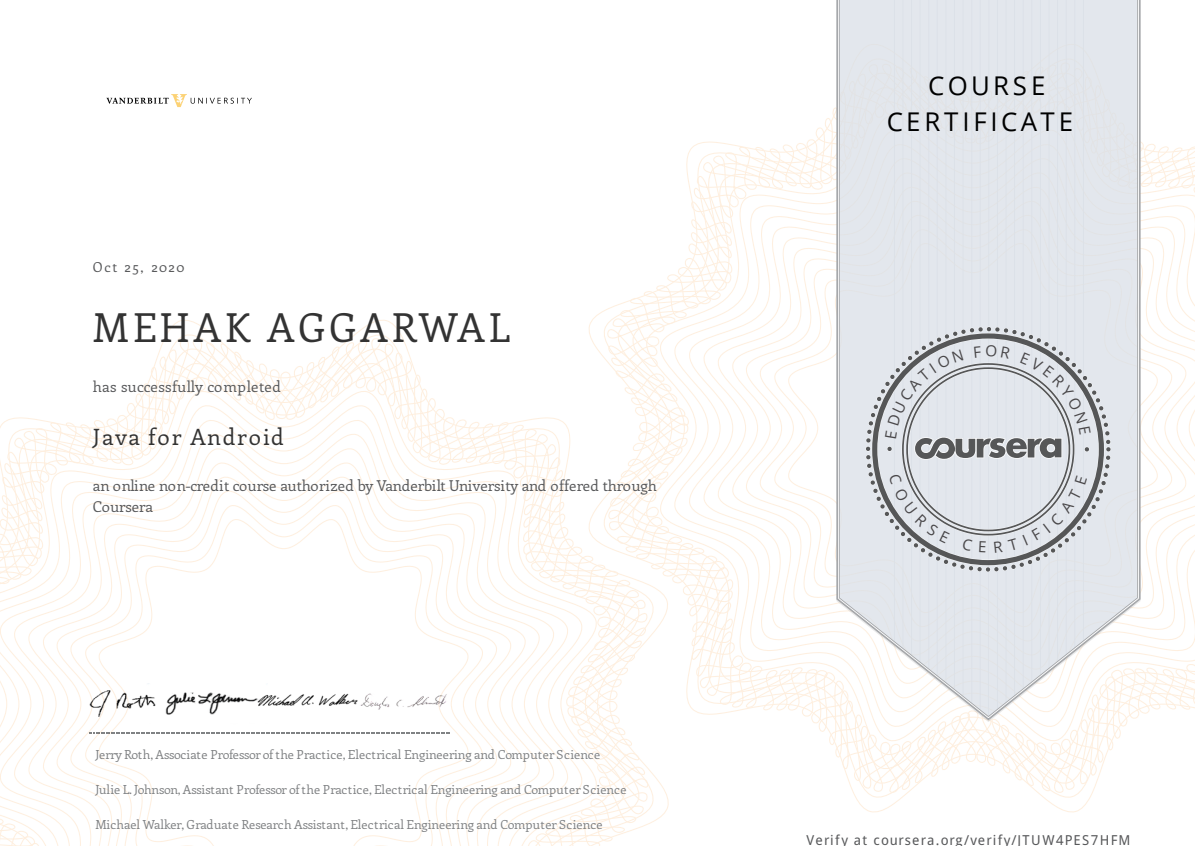 VANDERBILT V UNIVERSITY
COURSE
CERTIFICATE
Oct 25, 2020
MEHAK AGGARWAL
has successfully completed
Java for Android
an online non-credit course authorized by Vanderbilt University and offered through
Coursera
EDUCATION FOR EVERYONE
coursera
COURSE CERTIFICATE
J Roth Julie L Johnson Michael A. Walker Douglas C. Schmidt
Jerry Roth, Associate Professor of the Practice, Electrical Engineering and Computer Science
Julie L. Johnson, Assistant Professor of the Practice, Electrical Engineering and Computer Science
Michael Walker, Graduate Research Assistant, Electrical Engineering and Computer Science
Verify at coursera.org/verify/JTUW4PES7HFM